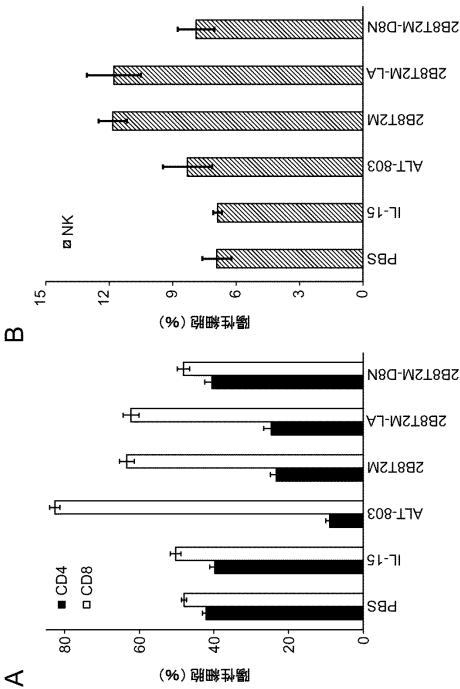 A
CD4
CD8
陽性細胞 (%)
80
60
40
20
0
PBS
IL-15
ALT-803
2B8T2M
2B8T2M-LA
2B8T2M-D8N
B
NK
陽性細胞 (%)
15
12
9
6
3
0
PBS
IL-15
ALT-803
2B8T2M
2B8T2M-LA
2B8T2M-D8N